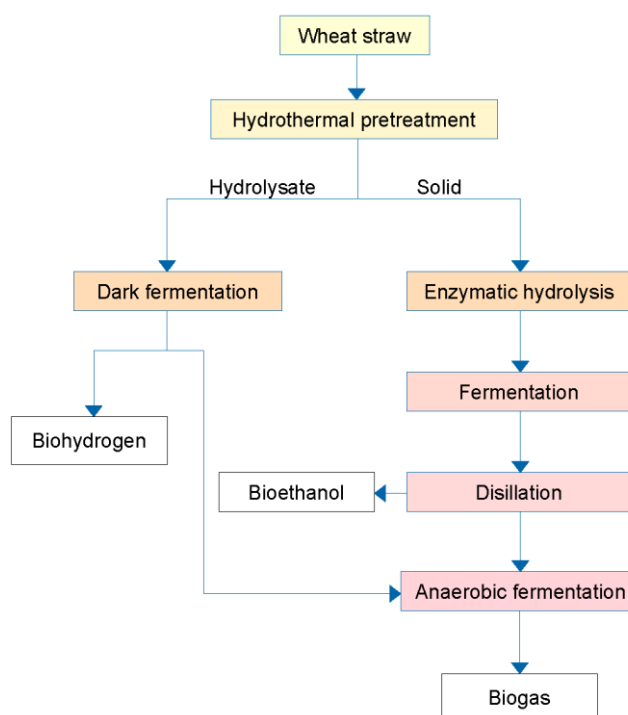 Wheat straw
Hydrothermal pretreatment
Hydrolysate
Solid
Dark fermentation
Enzymatic hydrolysis
Fermentation
Biohydrogen
Bioethanol
Disillation
Anaerobic fermentation
Biogas